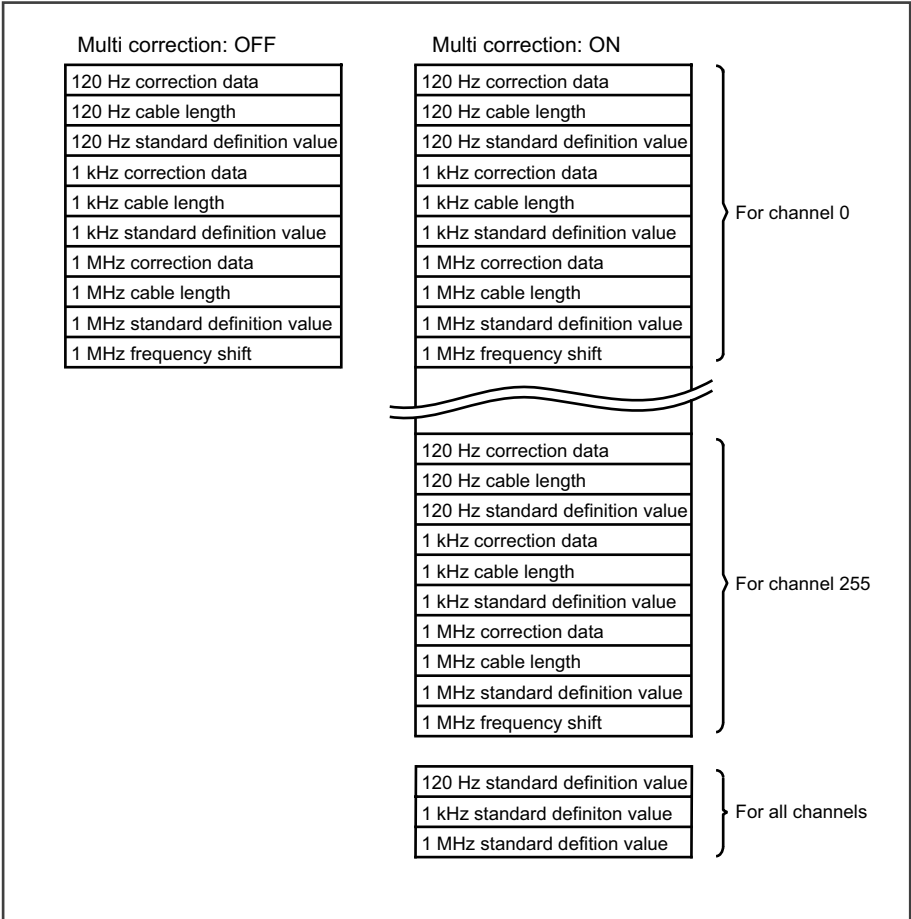 Multi correction: OFF
120 Hz correction data
120 Hz cable length
120 Hz standard definition value
1 kHz correction data
1 kHz cable length
1 kHz standard definition value
1 MHz correction data
1 MHz cable length
1 MHz standard definition value
1 MHz frequency shift
Multi correction: ON
120 Hz correction data
120 Hz cable length
120 Hz standard definition value
1 kHz correction data
1 kHz cable length
1 kHz standard definition value
1 MHz correction data
1 MHz cable length
1 MHz standard definition value
1 MHz frequency shift
For channel 0
120 Hz correction data
120 Hz cable length
120 Hz standard definition value
1 kHz correction data
1 kHz cable length
1 kHz standard definition value
1 MHz correction data
1 MHz cable length
1 MHz standard definition value
1 MHz frequency shift
For channel 255
120 Hz standard definition value
1 kHz standard definiton value
1 MHz standard defition value
For all channels